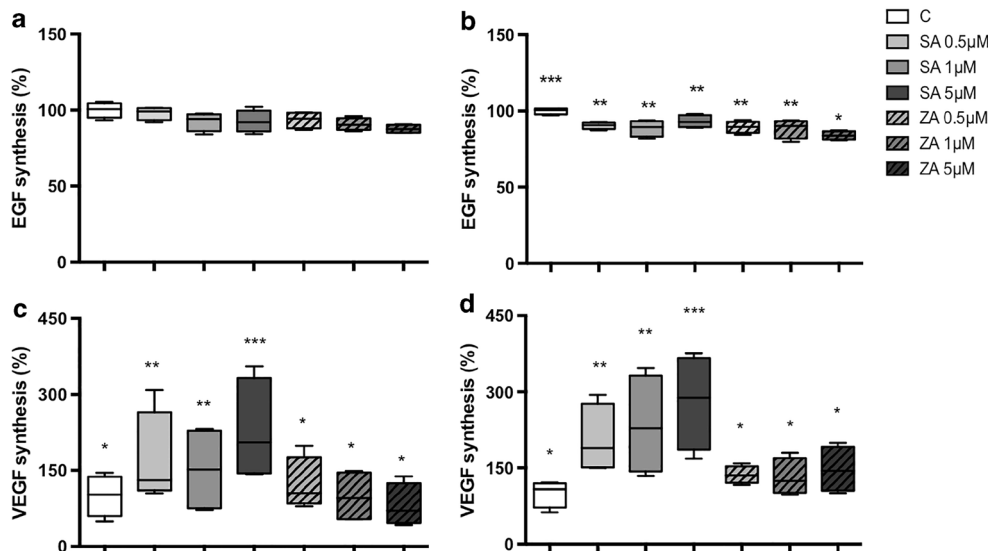 a
EGF synthesis (%)
150
100
50
0
b
EGF synthesis (%)
150
100
50
0
***
**
**
**
**
**
*
C
SA 0.5µM
SA 1µM
SA 5µM
ZA 0.5µM
ZA 1µM
ZA 5µM
c
VEGF synthesis (%)
450
300
150
0
*
**
**
***
*
*
*
d
VEGF synthesis (%)
450
300
150
0
*
**
**
***
*
*
*